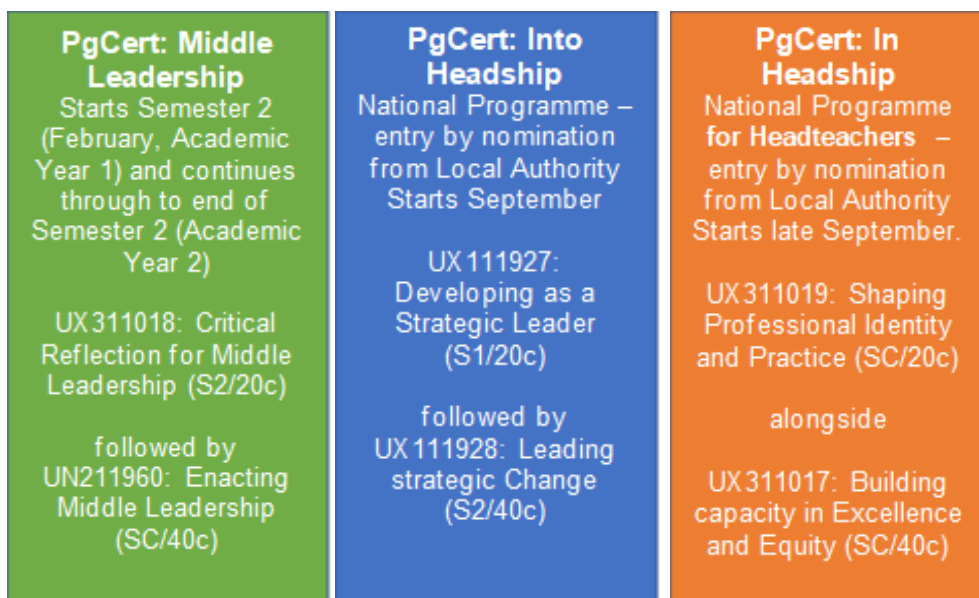 PgCert: Middle
Leadership
Starts Semester 2
(February, Academic
Year 1) and continues
through to end of
Semester 2 (Academic
Year 2)
UX311018: Critical
Reflection for Middle
Leadership (S2/20c)
followed by
UN211960: Enacting
Middle Leadership
(SC/40c)
PgCert: Into
Headship
National Programme –
entry by nomination
from Local Authority
Starts September
UX111927:
Developing as a
Strategic Leader
(S1/20c)
followed by
UX111928: Leading
strategic Change
(S2/40c)
PgCert: In
Headship
National Programme
for Headteachers –
entry by nomination
from Local Authority
Starts late September.
UX311019: Shaping
Professional Identity
and Practice (SC/20c)
alongside
UX311017: Building
capacity in Excellence
and Equity (SC/40c)